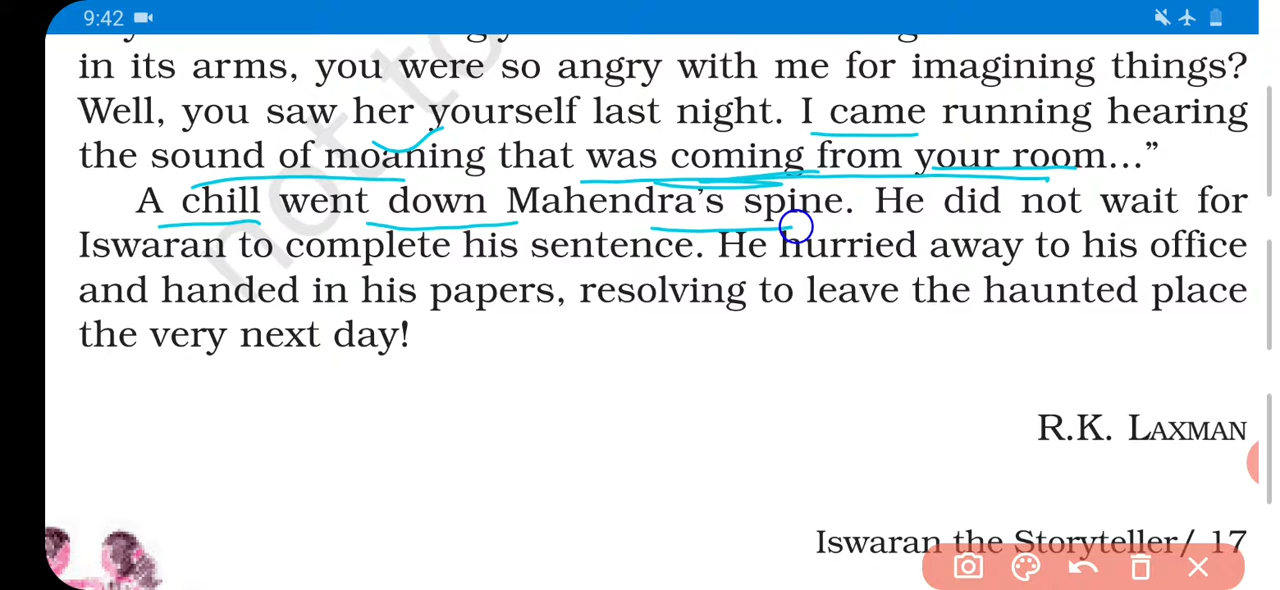 9:42
in its arms, you were so angry with me for imagining things?
Well, you saw her yourself last night. I came running hearing
the sound of moaning that was coming from your room...”
A chill went down Mahendra’s spine. He did not wait for
Iswaran to complete his sentence. He hurried away to his office
and handed in his papers, resolving to leave the haunted place
the very next day!
R.K. LAXMAN
Iswaran the Storyteller/ 17
not to